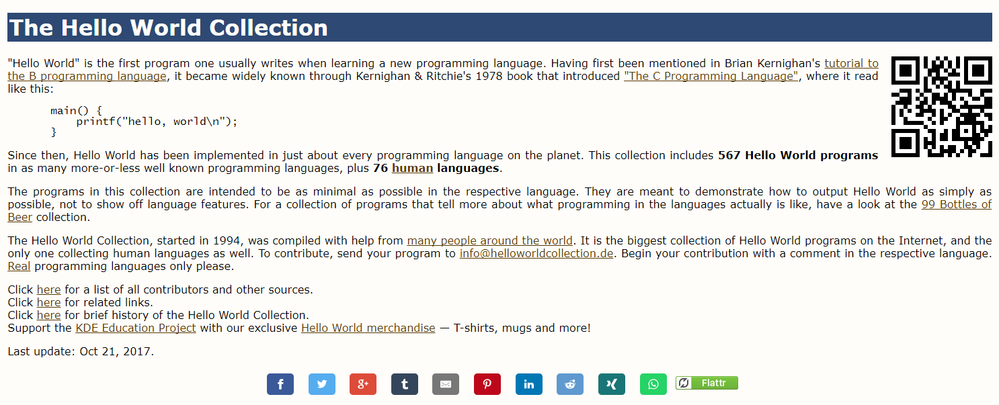 The Hello World Collection
"Hello World" is the first program one usually writes when learning a new programming language. Having first been mentioned in Brian Kernighan's tutorial to
the B programming language, it became widely known through Kernighan & Ritchie's 1978 book that introduced "The C Programming Language", where it read
like this:
main() {
    printf("hello, world\n");
}
Since then, Hello World has been implemented in just about every programming language on the planet. This collection includes 567 Hello World programs
in as many more-or-less well known programming languages, plus 76 human languages.
The programs in this collection are intended to be as minimal as possible in the respective language. They are meant to demonstrate how to output Hello World as simply as
possible, not to show off language features. For a collection of programs that tell more about what programming in the languages actually is like, have a look at the 99 Bottles of
Beer collection.
The Hello World Collection, started in 1994, was compiled with help from many people around the world. It is the biggest collection of Hello World programs on the Internet, and the
only one collecting human languages as well. To contribute, send your program to info@helloworldcollection.de. Begin your contribution with a comment in the respective language.
Real programming languages only please.
Click here for a list of all contributors and other sources.
Click here for related links.
Click here for brief history of the Hello World Collection.
Support the KDE Education Project with our exclusive Hello World merchandise — T-shirts, mugs and more!
Last update: Oct 21, 2017.
f g+ t in Flattr